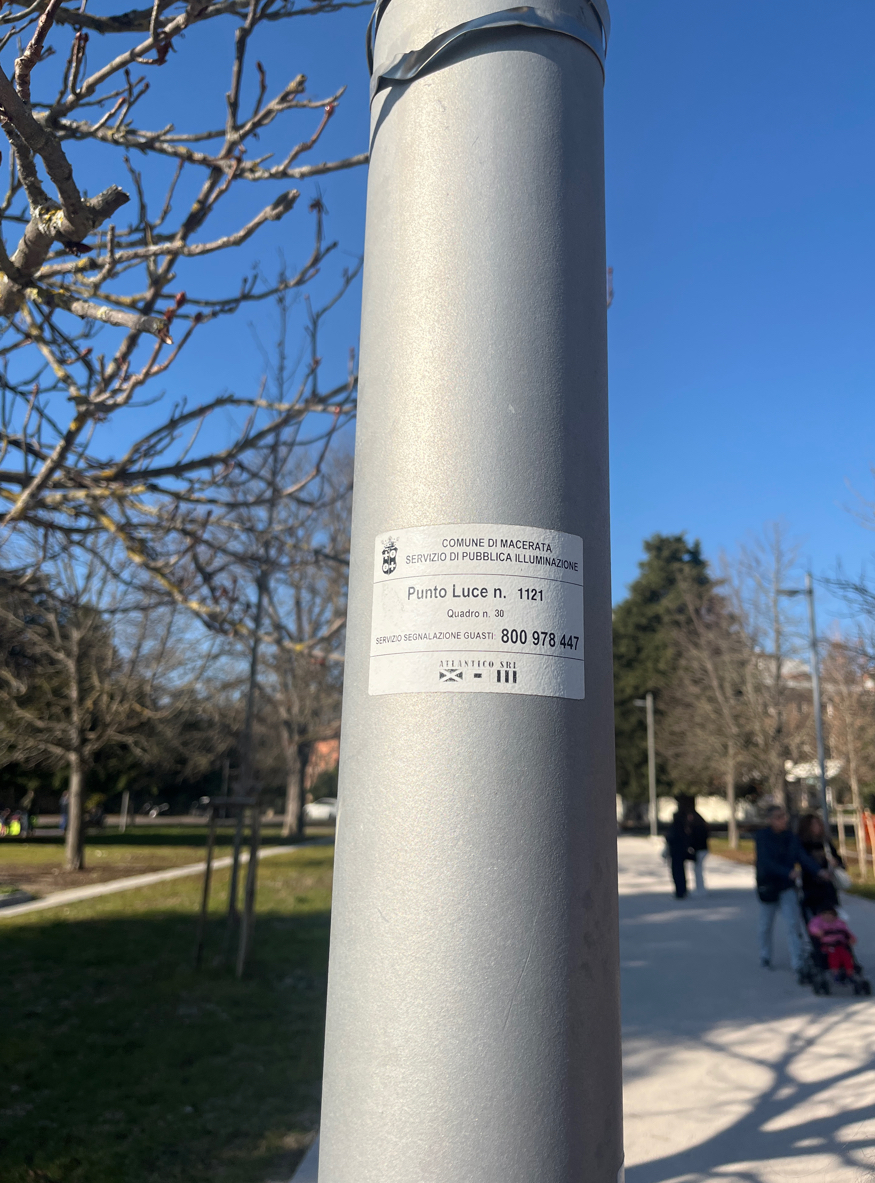 COMUNE DI MACERATA
SERVIZIO DI PUBBLICA ILLUMINAZIONE
Punto Luce n. 1121
Quadro n. 30
SERVIZIO SEGNALAZIONE GUASTI: 800 978 447
ATLANTICO SRL